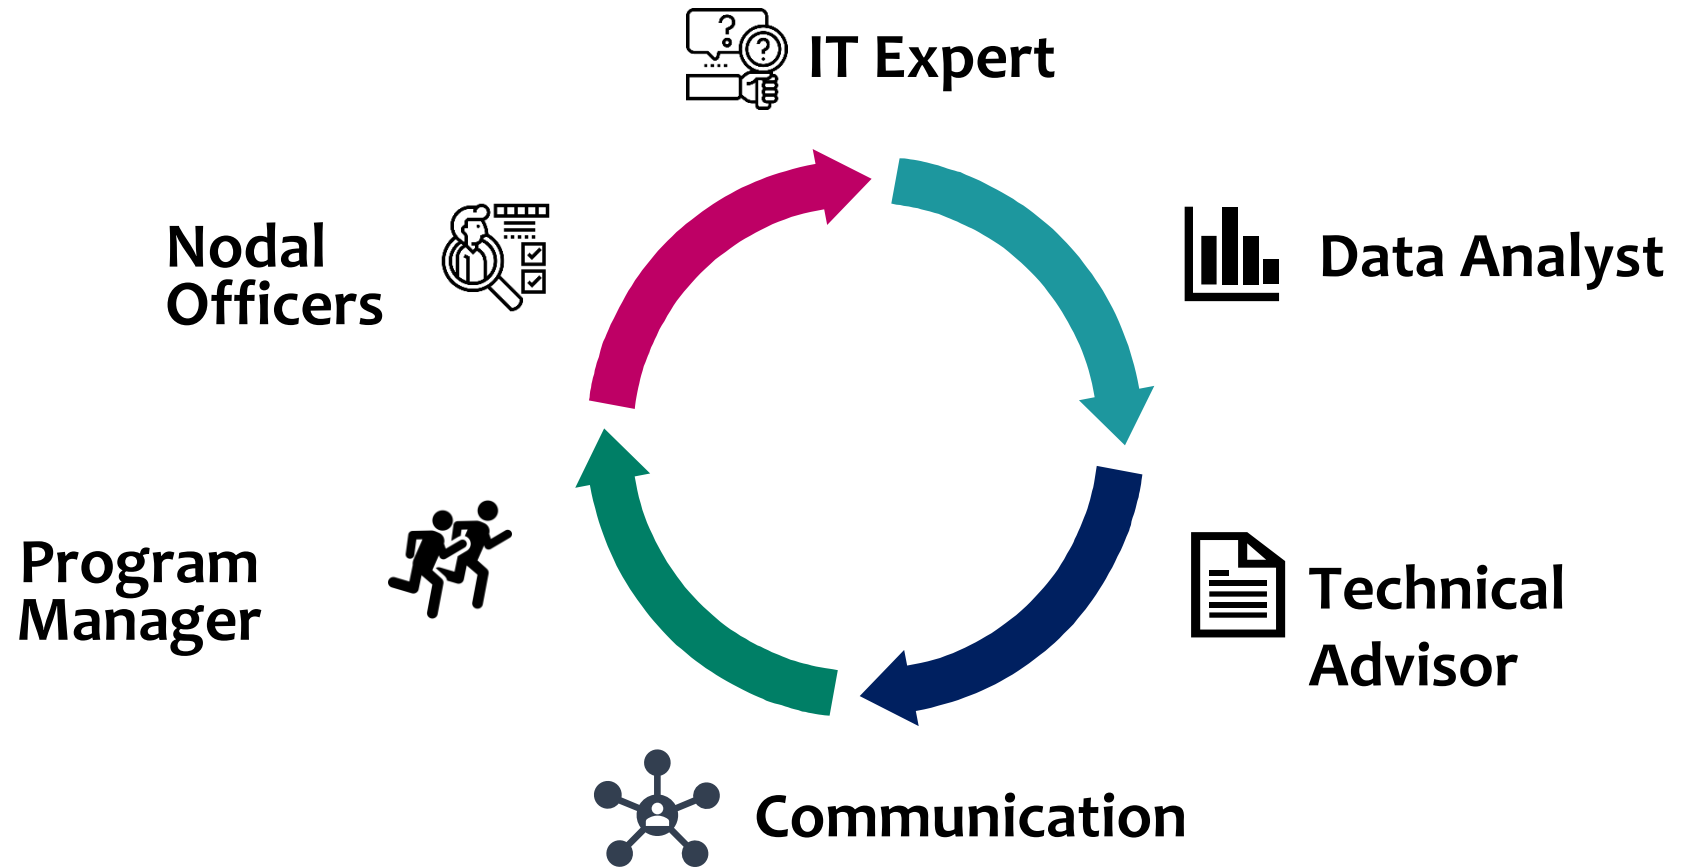 IT Expert
Data Analyst
Technical
Advisor
Communication
Program
Manager
Nodal
Officers